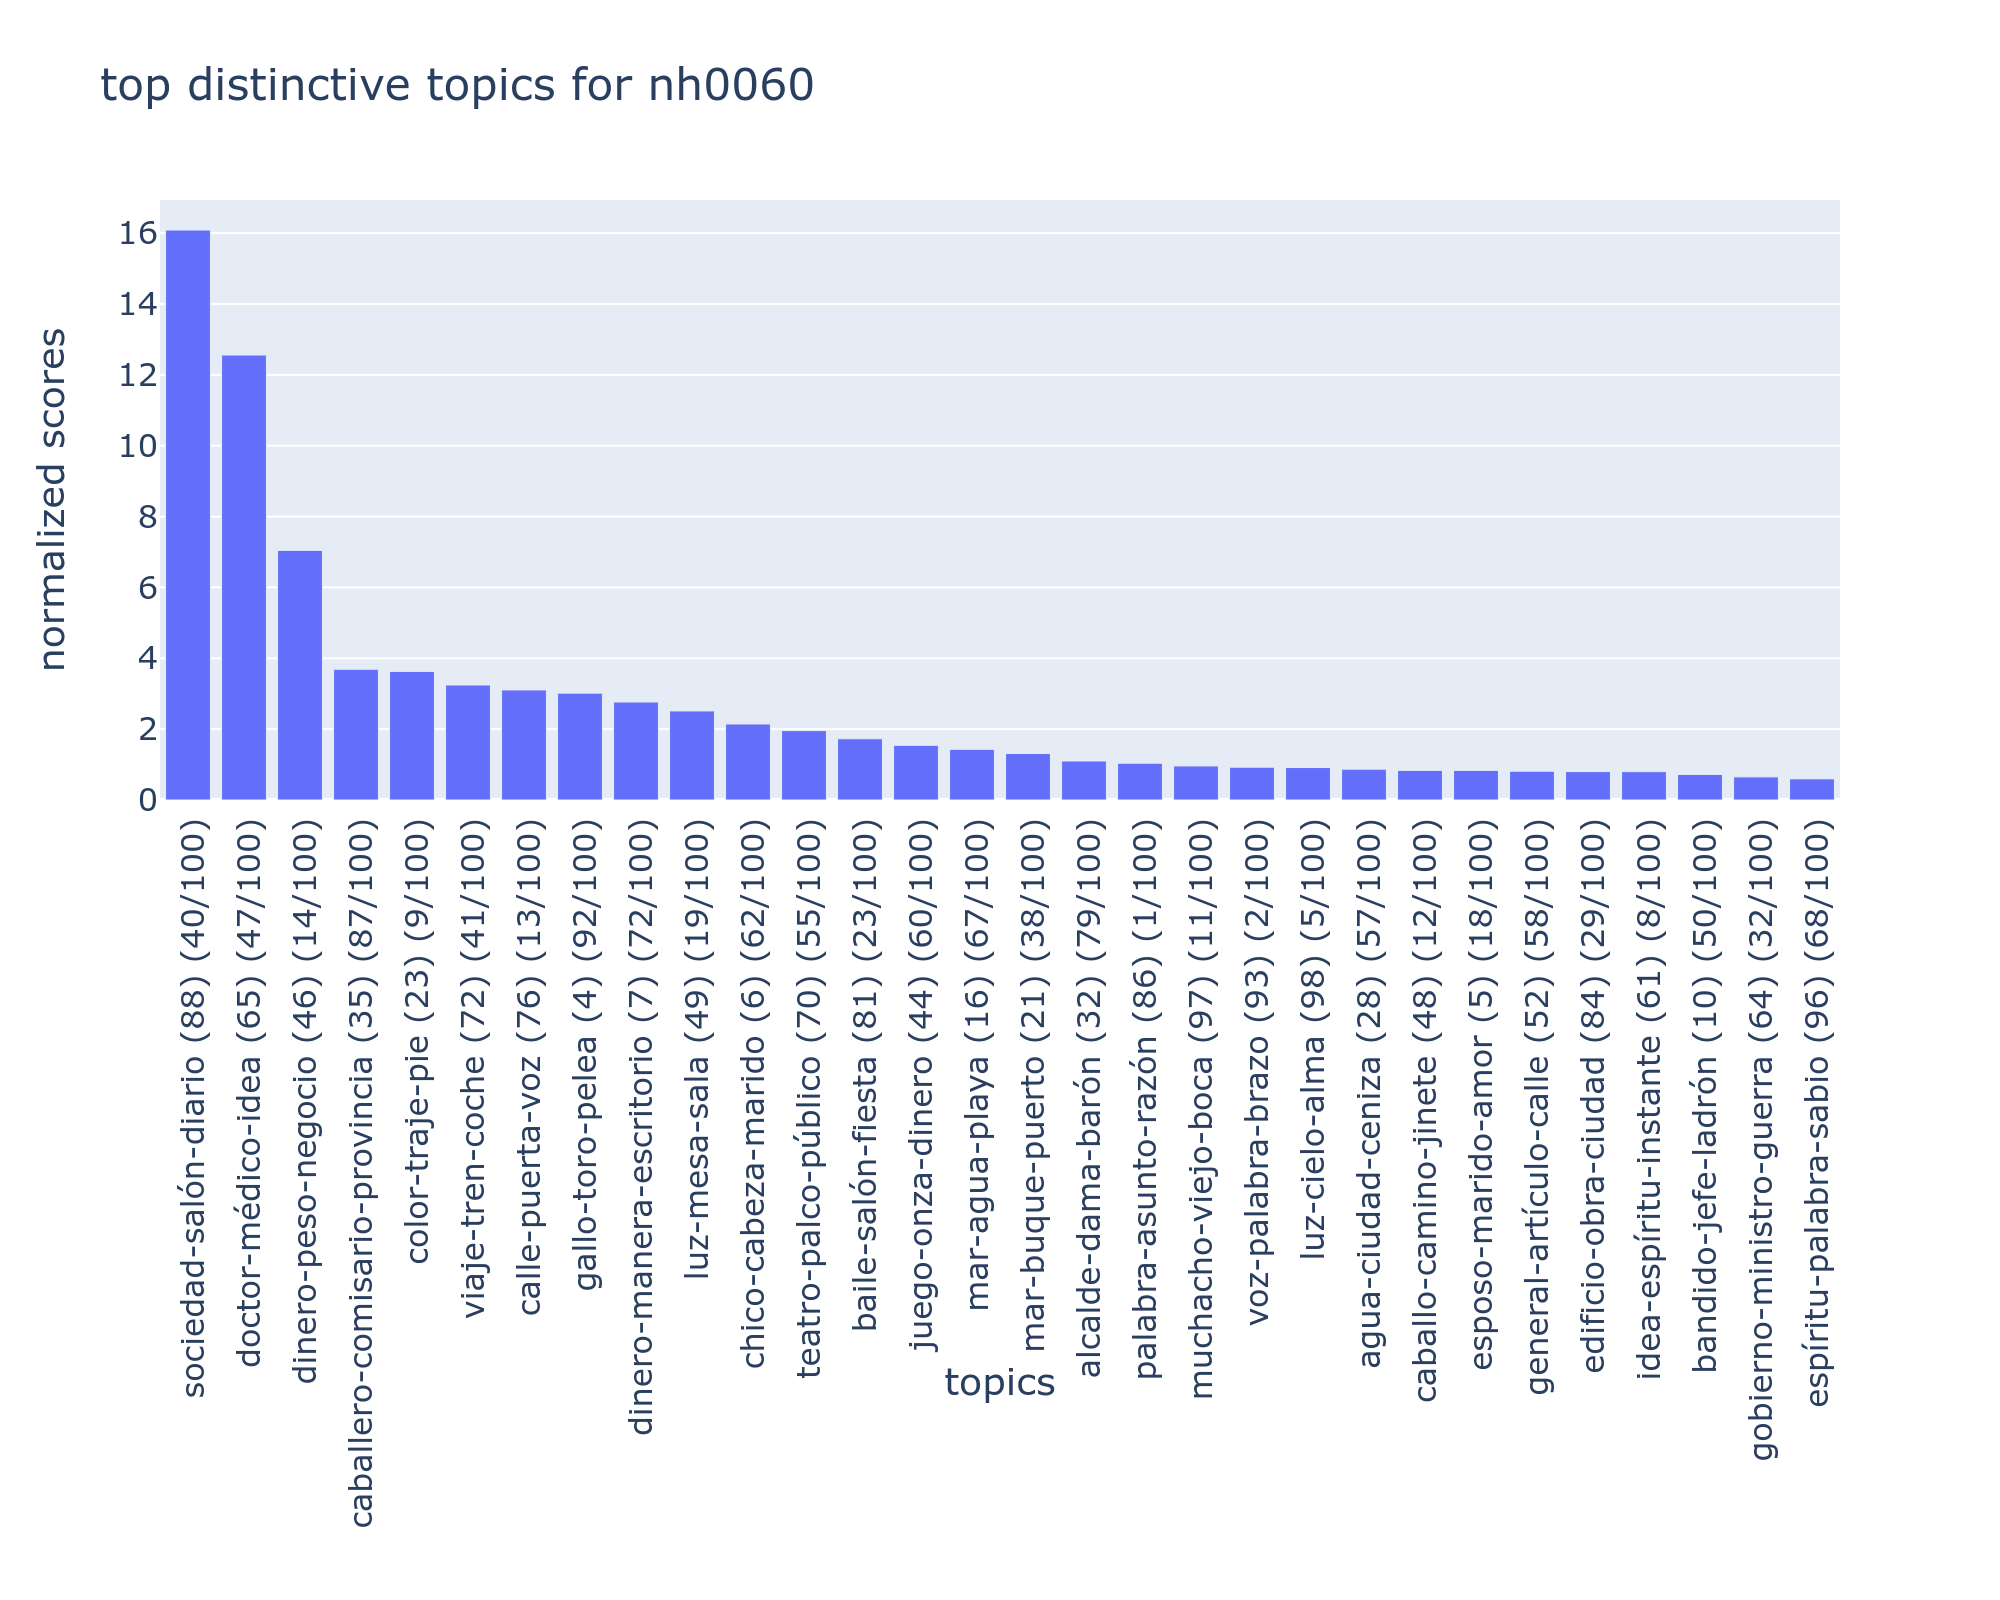 top distinctive topics for nh0060
normalized scores
16
14
12
10
8
6
4
2
0
sociedad-salón-diario (88) (40/100)
doctor-médico-idea (65) (47/100)
dinero-peso-negocio (46) (14/100)
caballero-comisario-provincia (35) (87/100)
color-traje-pie (23) (9/100)
viaje-tren-coche (72) (41/100)
calle-puerta-voz (76) (13/100)
gallo-toro-pelea (4) (92/100)
dinero-manera-escritorio (7) (72/100)
luz-mesa-sala (49) (19/100)
chico-cabeza-marido (6) (62/100)
teatro-palco-público (70) (55/100)
baile-salón-fiesta (81) (23/100)
juego-onza-dinero (44) (60/100)
mar-agua-playa (16) (67/100)
mar-buque-puerto (21) (38/100)
alcalde-dama-barón (32) (79/100)
palabra-asunto-razón (86) (1/100)
muchacho-viejo-boca (97) (11/100)
voz-palabra-brazo (93) (2/100)
luz-cielo-alma (98) (5/100)
agua-ciudad-ceniza (28) (57/100)
caballo-camino-jinete (48) (12/100)
esposo-marido-amor (5) (18/100)
general-artículo-calle (52) (58/100)
edificio-obra-ciudad (84) (29/100)
idea-espíritu-instante (61) (8/100)
bandido-jefe-ladrón (10) (50/100)
gobierno-ministro-guerra (64) (32/100)
espíritu-palabra-sabio (96) (68/100)
topics